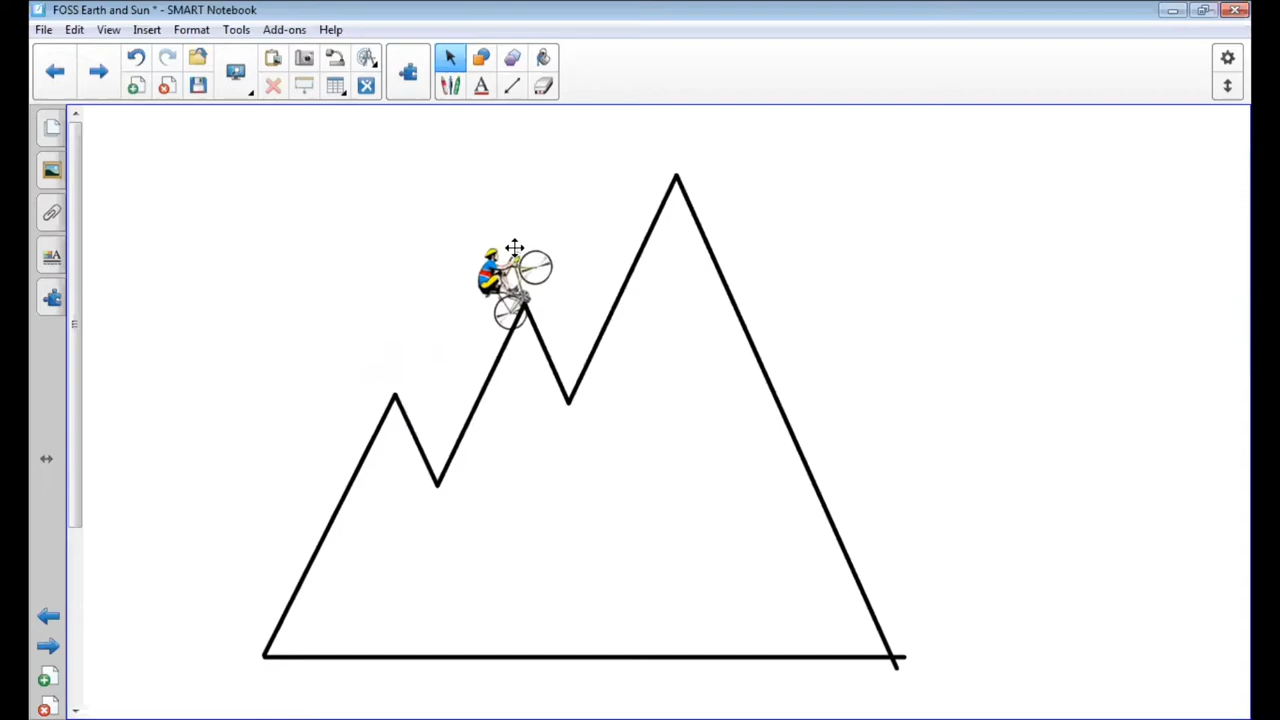 FOSS Earth and Sun * - SMART Notebook
File Edit View Insert Format Tools Add-ons Help